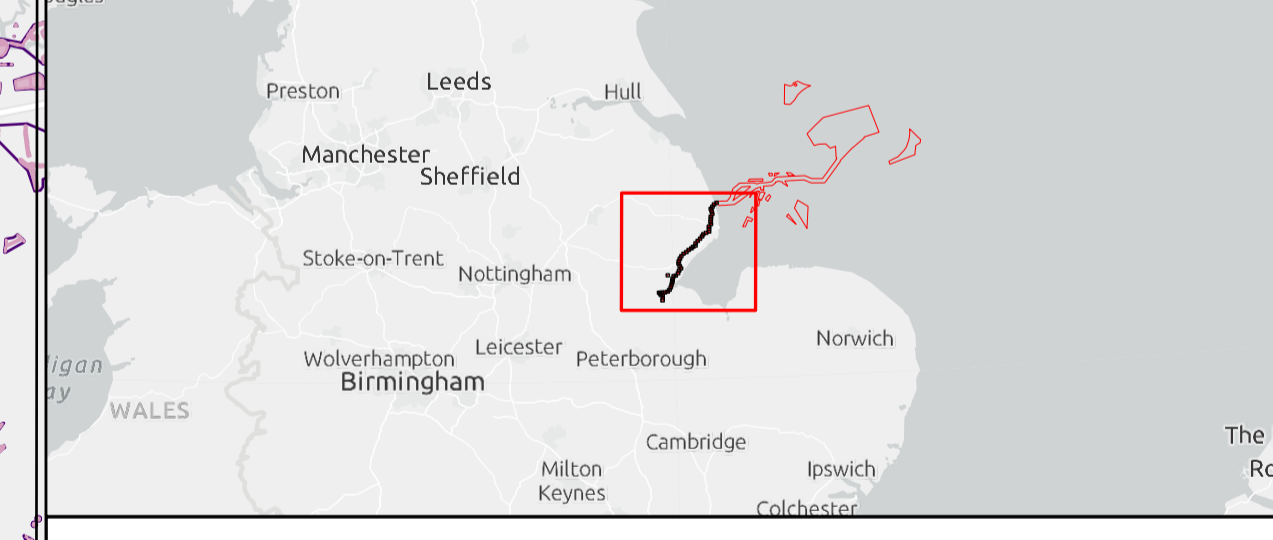 Leeds
Preston
Hull
Manchester
Sheffield
Stoke-on-Trent
Nottingham
Norwich
Leicester
Wolverhampton
Peterborough
Birmingham
WALES
The
Cambridge
Milton
Keynes
Ipswich
Colchester